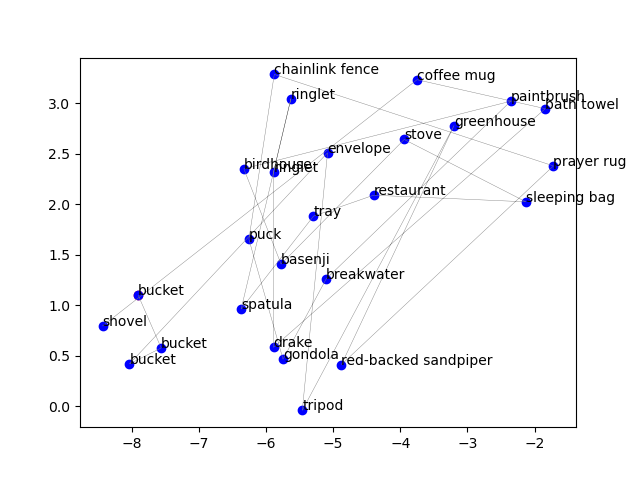 chainlink fence
coffee mug
ringlet
paintbrush
bath towel
3.0
greenhouse
stove
envelope
2.5
birdhouse
ringlet
prayer rug
restaurant
sleeping bag
2.0
tray
puck
1.5
basenji
breakwater
bucket
spatula
1.0
shovel
bucket
drake
0.5
bucket
gondola
red-backed sandpiper
tripod
0.0
−8
−7
−6
−5
−4
−3
−2